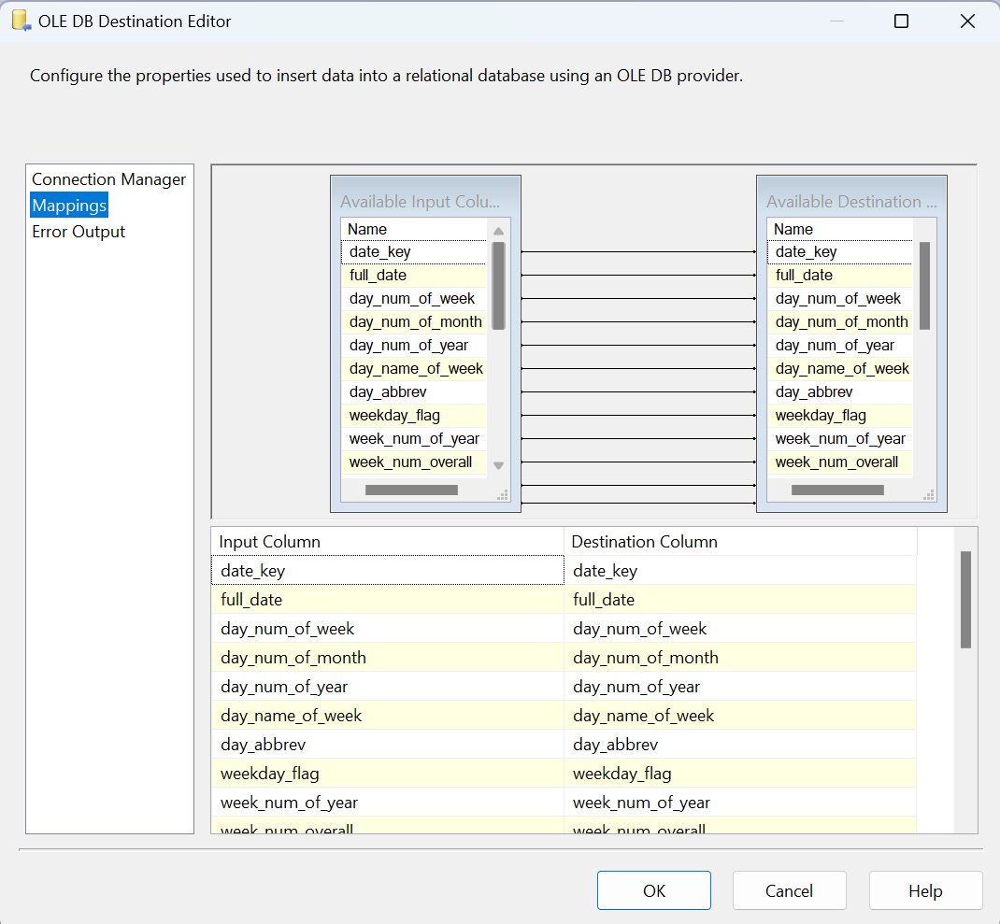 OLE DB Destination Editor
Configure the properties used to insert data into a relational database using an OLE DB provider.
Connection Manager
Mappings
Error Output
Available Input Colu...
Name
date_key
full_date
day_num_of_week
day_num_of_month
day_num_of_year
day_name_of_week
day_abbrev
weekday_flag
week_num_of_year
week_num_overall
Available Destination ...
Name
date_key
full_date
day_num_of_week
day_num_of_month
day_num_of_year
day_name_of_week
day_abbrev
weekday_flag
week_num_of_year
week_num_overall
Input Column Destination Column
date_key date_key
full_date full_date
day_num_of_week day_num_of_week
day_num_of_month day_num_of_month
day_num_of_year day_num_of_year
day_name_of_week day_name_of_week
day_abbrev day_abbrev
weekday_flag weekday_flag
week_num_of_year week_num_of_year
week_num_overall week_num_overall
OK Cancel Help